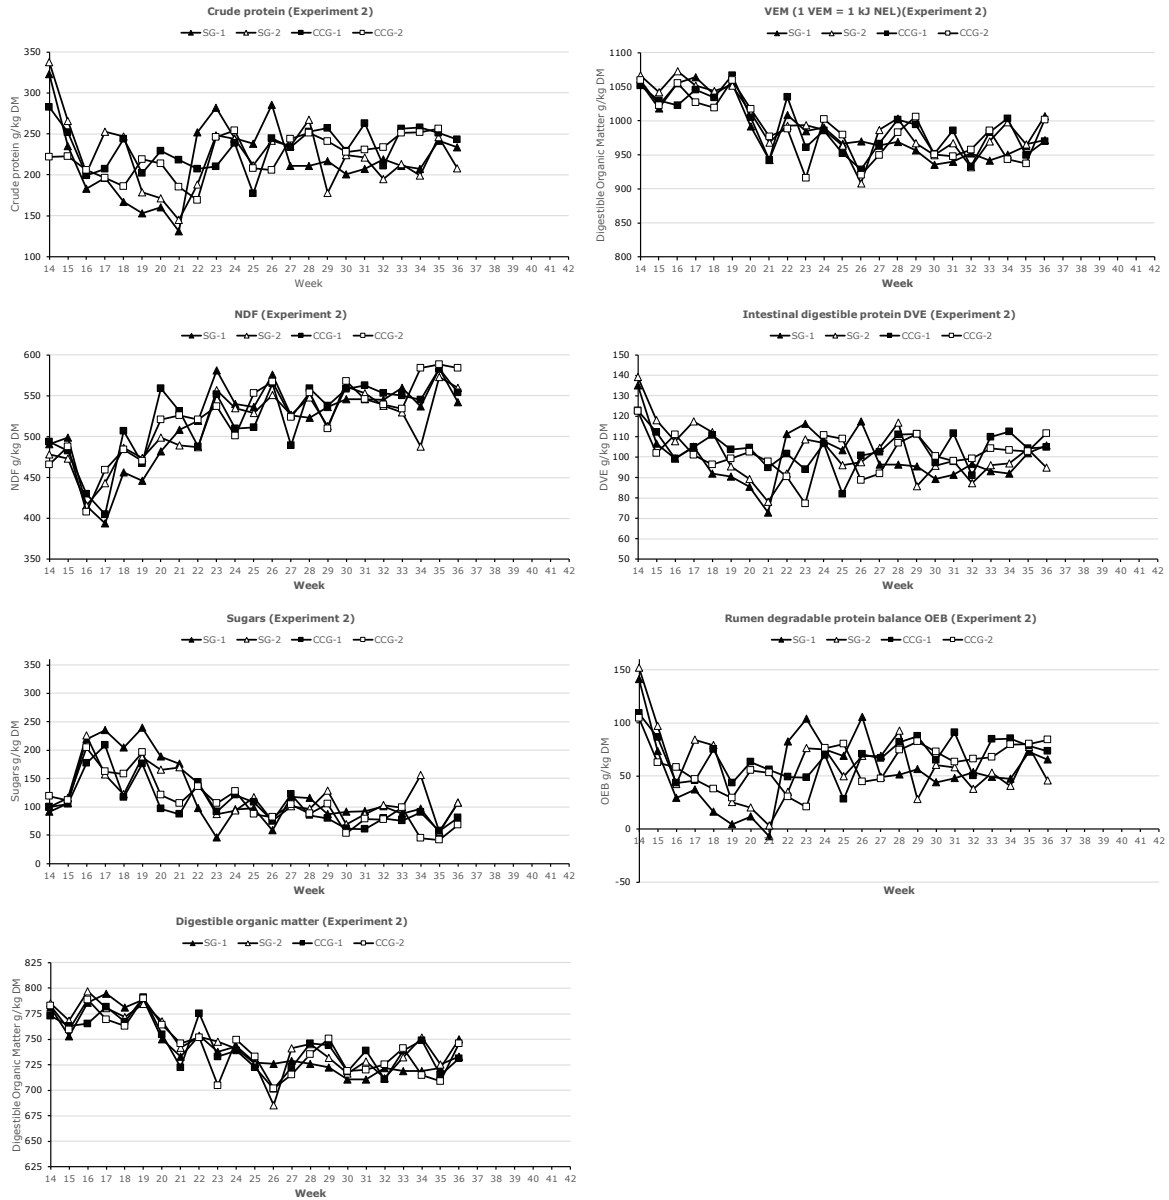 Crude protein (Experiment 2)
SG-1 SG-2 CCG-1 CCG-2
Crude protein g/kg DM
350
300
250
200
150
100
14 15 16 17 18 19 20 21 22 23 24 25 26 27 28 29 30 31 32 33 34 35 36 37 38 39 40 41 42
Week
VEM (1 VEM = 1 kJ NEL)(Experiment 2)
SG-1 SG-2 CCG-1 CCG-2
Digestible Organic Matter g/kg DM
1100
1050
1000
950
900
850
800
14 15 16 17 18 19 20 21 22 23 24 25 26 27 28 29 30 31 32 33 34 35 36 37 38 39 40 41 42
Week
NDF (Experiment 2)
SG-1 SG-2 CCG-1 CCG-2
NDF g/kg DM
600
550
500
450
400
350
14 15 16 17 18 19 20 21 22 23 24 25 26 27 28 29 30 31 32 33 34 35 36 37 38 39 40 41 42
Intestinal digestible protein DVE (Experiment 2)
SG-1 SG-2 CCG-1 CCG-2
DVE g/kg DM
150
140
130
120
110
100
90
80
70
60
50
14 15 16 17 18 19 20 21 22 23 24 25 26 27 28 29 30 31 32 33 34 35 36 37 38 39 40 41 42
Sugars (Experiment 2)
SG-1 SG-2 CCG-1 CCG-2
Sugars g/kg DM
350
300
250
200
150
100
50
0
14 15 16 17 18 19 20 21 22 23 24 25 26 27 28 29 30 31 32 33 34 35 36 37 38 39 40 41 42
Week
Rumen degradable protein balance OEB (Experiment 2)
SG-1 SG-2 CCG-1 CCG-2
OEB g/kg DM
150
100
50
0
-50
14 15 16 17 18 19 20 21 22 23 24 25 26 27 28 29 30 31 32 33 34 35 36 37 38 39 40 41 42
Week
Digestible organic matter (Experiment 2)
SG-1 SG-2 CCG-1 CCG-2
Digestible Organic Matter g/kg DM
825
800
775
750
725
700
675
650
625
14 15 16 17 18 19 20 21 22 23 24 25 26 27 28 29 30 31 32 33 34 35 36 37 38 39 40 41 42
Week